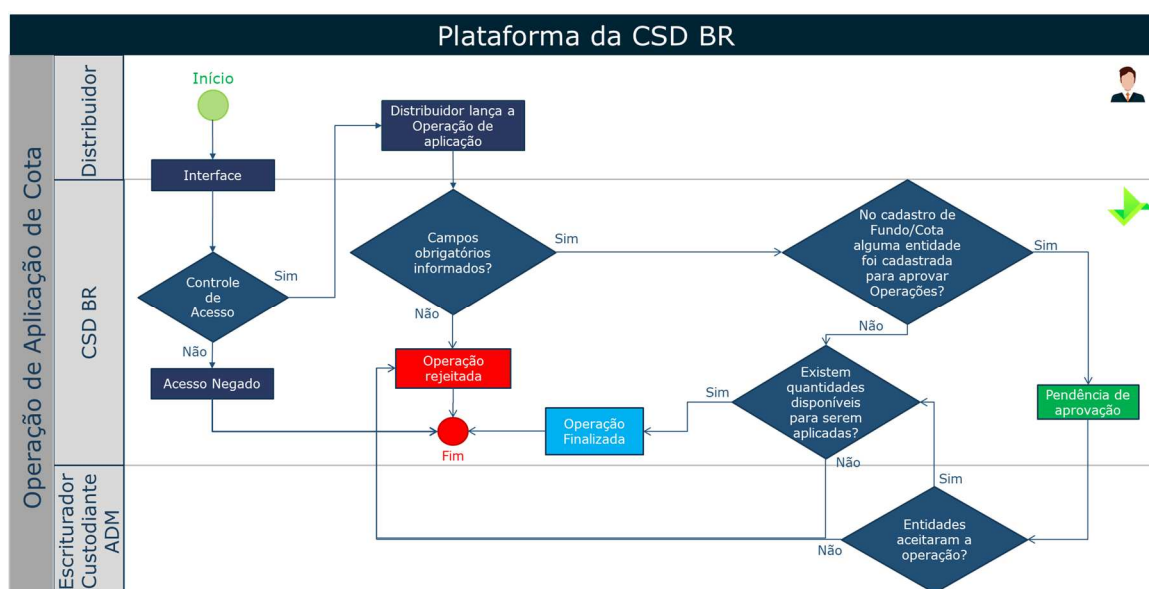 Plataforma da CSD BR
Operação de Aplicação de Cota
Distribuidor
Início
Interface
Distribuidor lança a
Operação de
aplicação
CSD BR
Controle
de
Acesso
Sim
Não
Acesso Negado
Campos
obrigatórios
informados?
Sim
Não
Operação
rejeitada
Fim
No cadastro de
Fundo/Cota
alguma entidade
foi cadastrada
para aprovar
Operações?
Sim
Não
Existem
quantidades
disponíveis
para serem
aplicadas?
Sim
Não
Operação
Finalizada
Pendência de
aprovação
Escriturador
Custodiante
ADM
Entidades
aceitaram a
operação?
Sim
Não